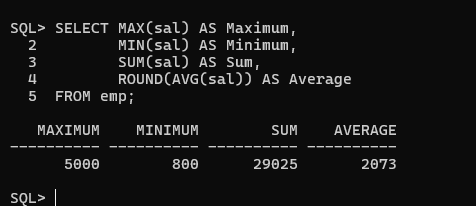 SQL> SELECT MAX(sal) AS Maximum,
  2         MIN(sal) AS Minimum,
  3         SUM(sal) AS Sum,
  4         ROUND(AVG(sal)) AS Average
  5  FROM emp;
   MAXIMUM    MINIMUM        SUM    AVERAGE
---------- ---------- ---------- ----------
      5000        800      29025       2073
SQL>